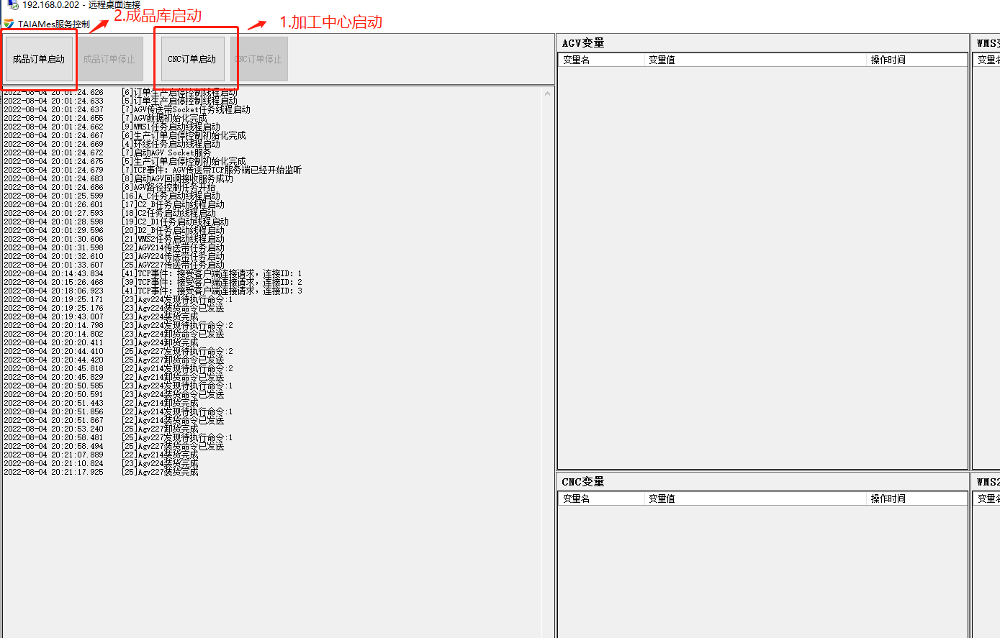 192.168.0.202 - 远程桌面连接
TAIAMes服务控制
2.成品库启动
1.加工中心启动
成品订单启动
成品订单停止
CNC订单启动
CNC订单停止
2022-08-04 20:01:24.626 [6]订单生产启停控制线程启动
2022-08-04 20:01:24.633 [5]订单生产启停控制线程启动
2022-08-04 20:01:24.637 [7]AGV传送带Socket任务线程启动
2022-08-04 20:01:24.655 [7]AGV数据初始化完成
2022-08-04 20:01:24.662 [9]WMS1任务启动线程启动
2022-08-04 20:01:24.667 [6]生产订单启停控制初始化完成
2022-08-04 20:01:24.669 [4]环线任务启动线程启动
2022-08-04 20:01:24.672 [7]启动AGV Socket服务
2022-08-04 20:01:24.675 [5]生产订单启停控制初始化完成
2022-08-04 20:01:24.679 [7]TCP事件: AGV传送带TCP服务端已经开始监听
2022-08-04 20:01:24.683 [8]启动AGV回调接收服务成功
2022-08-04 20:01:24.686 [8]AGV路径控制任务开始
2022-08-04 20:01:25.599 [16]A_C任务启动线程启动
2022-08-04 20:01:26.601 [17]C2_B任务启动线程启动
2022-08-04 20:01:27.593 [18]C2任务启动线程启动
2022-08-04 20:01:28.598 [19]C2_D1任务启动线程启动
2022-08-04 20:01:29.596 [20]D2_B任务启动线程启动
2022-08-04 20:01:30.606 [21]WMS2任务启动线程启动
2022-08-04 20:01:31.598 [22]AGV214传送带任务启动
2022-08-04 20:01:32.610 [23]AGV224传送带任务启动
2022-08-04 20:01:33.607 [25]AGV227传送带任务启动
2022-08-04 20:14:43.834 [41]TCP事件: 接受客户端连接请求，连接ID: 1
2022-08-04 20:15:26.468 [39]TCP事件: 接受客户端连接请求，连接ID: 2
2022-08-04 20:18:06.923 [41]TCP事件: 接受客户端连接请求，连接ID: 3
2022-08-04 20:19:25.171 [23]Agv224发现待执行命令:1
2022-08-04 20:19:25.176 [23]Agv224装货命令已发送
2022-08-04 20:19:43.007 [23]Agv224装货完成
2022-08-04 20:20:14.798 [23]Agv224发现待执行命令:2
2022-08-04 20:20:14.802 [23]Agv224卸货命令已发送
2022-08-04 20:20:20.411 [23]Agv224卸货完成
2022-08-04 20:20:44.410 [25]Agv227发现待执行命令:2
2022-08-04 20:20:44.420 [25]Agv227卸货命令已发送
2022-08-04 20:20:45.818 [22]Agv214发现待执行命令:2
2022-08-04 20:20:45.829 [22]Agv214卸货命令已发送
2022-08-04 20:20:50.585 [23]Agv224发现待执行命令:1
2022-08-04 20:20:50.591 [23]Agv224装货命令已发送
2022-08-04 20:20:51.443 [22]Agv214卸货完成
2022-08-04 20:20:51.856 [22]Agv214发现待执行命令:1
2022-08-04 20:20:51.867 [22]Agv214装货命令已发送
2022-08-04 20:20:53.240 [25]Agv227卸货完成
2022-08-04 20:20:58.481 [25]Agv227发现待执行命令:1
2022-08-04 20:20:58.494 [25]Agv227装货命令已发送
2022-08-04 20:21:07.889 [22]Agv214装货完成
2022-08-04 20:21:10.824 [23]Agv224装货完成
2022-08-04 20:21:17.925 [25]Agv227装货完成
AGV变量
变量名 变量值 操作时间
CNC变量
变量名 变量值 操作时间
WMS
变量
WMS2
变量